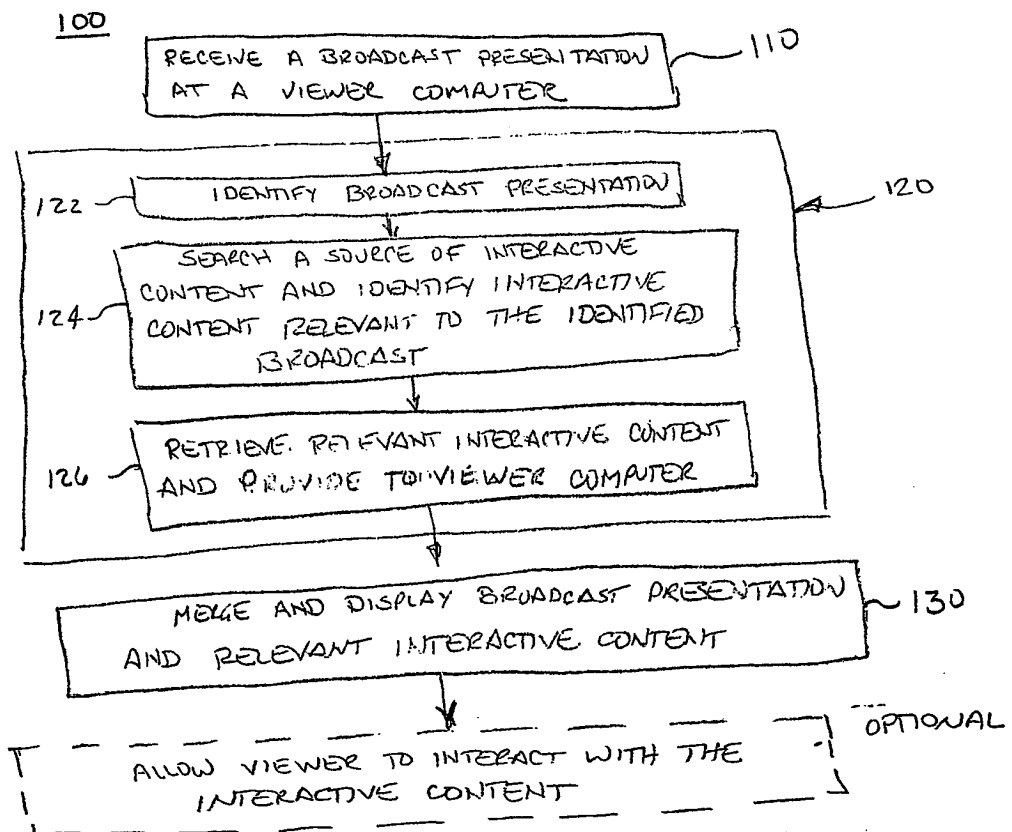 100
RECEIVE A BROADCAST PRESENTATION
AT A VIEWER COMPUTER
110
120
122
IDENTIFY BROADCAST PRESENTATION
SEARCH A SOURCE OF INTERACTIVE
CONTENT AND IDENTIFY INTERACTIVE
CONTENT RELEVANT TO THE IDENTIFIED
BROADCAST
124
RETRIEVE RELEVANT INTERACTIVE CONTENT
AND PROVIDE TO VIEWER COMPUTER
126
MERGE AND DISPLAY BROADCAST PRESENTATION
AND RELEVANT INTERACTIVE CONTENT
130
OPTIONAL
ALLOW VIEWER TO INTERACT WITH THE
INTERACTIVE CONTENT